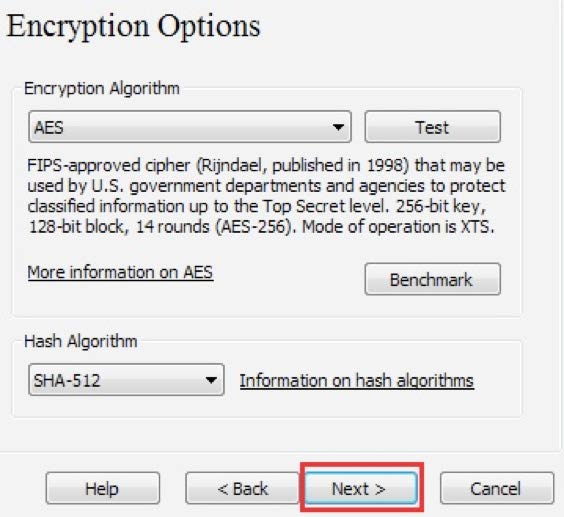 Encryption Options
Encryption Algorithm
AES
Test
FIPS-approved cipher (Rijndael, published in 1998) that may be
used by U.S. government departments and agencies to protect
classified information up to the Top Secret level. 256-bit key,
128-bit block, 14 rounds (AES-256). Mode of operation is XTS.
More information on AES
Benchmark
Hash Algorithm
SHA-512
Information on hash algorithms
Help
< Back
Next >
Cancel